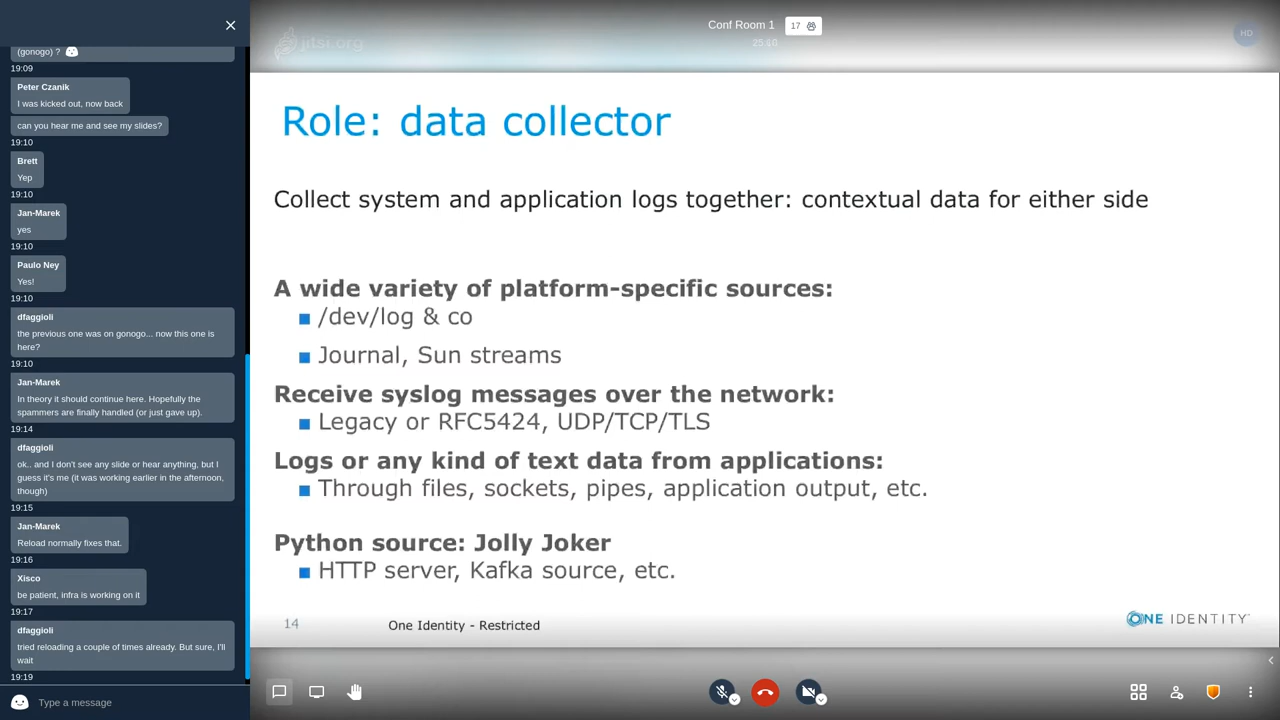 (gonogo) ?
19:09
Peter Czanik
I was kicked out, now back
can you hear me and see my slides?
19:10
Brett
Yep
19:10
Jan-Marek
yes
19:10
Paulo Ney
Yes!
19:10
dfaggioli
the previous one was on gonogo... now this one is
here?
19:10
Jan-Marek
In theory it should continue here. Hopefully the
spammers are finally handled (or just gave up).
19:14
dfaggioli
ok.. and I don't see any slide or hear anything, but I
guess it's me (it was working earlier in the afternoon,
though)
19:15
Jan-Marek
Reload normally fixes that.
19:16
Xisco
be patient, infra is working on it
19:17
dfaggioli
tried reloading a couple of times already. But sure, I'll
wait
19:19
Type a message
jitsi.org
Conf Room 1
17
25:40
HD
Role: data collector
Collect system and application logs together: contextual data for either side
A wide variety of platform-specific sources:
/dev/log & co
Journal, Sun streams
Receive syslog messages over the network:
Legacy or RFC5424, UDP/TCP/TLS
Logs or any kind of text data from applications:
Through files, sockets, pipes, application output, etc.
Python source: Jolly Joker
HTTP server, Kafka source, etc.
14
One Identity - Restricted
ONE IDENTITY